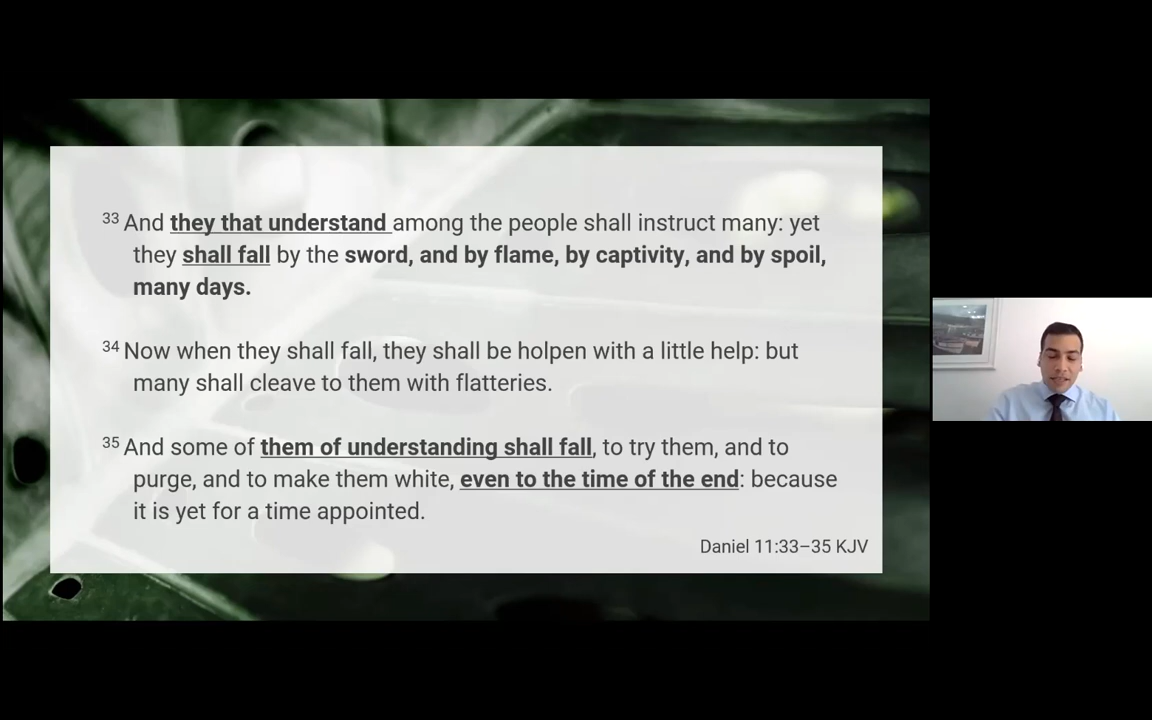 33 And they that understand among the people shall instruct many: yet
they shall fall by the sword, and by flame, by captivity, and by spoil,
many days.
34 Now when they shall fall, they shall be holpen with a little help: but
many shall cleave to them with flatteries.
35 And some of them of understanding shall fall, to try them, and to
purge, and to make them white, even to the time of the end: because
it is yet for a time appointed.
Daniel 11:33–35 KJV